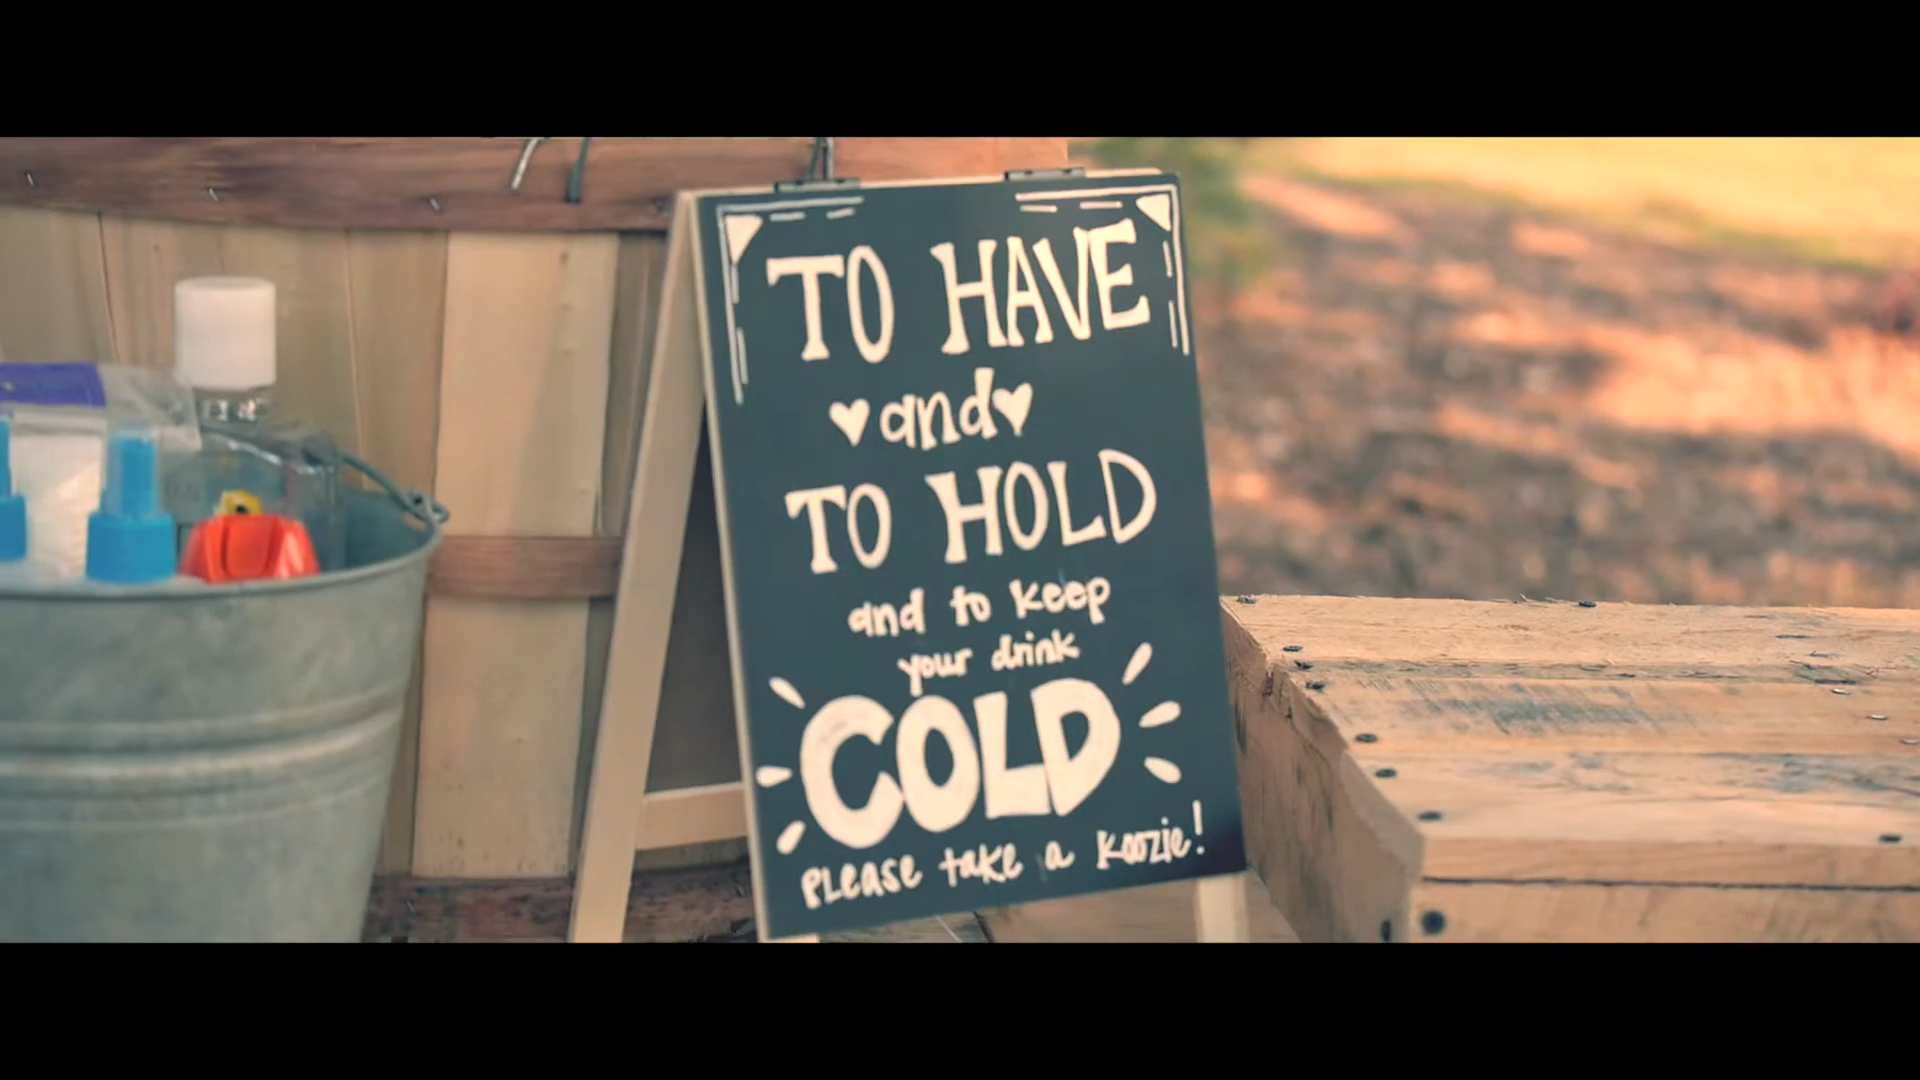 TO HAVE
♥and♥
TO HOLD
and to keep
your drink
COLD
PLease take a koozie!